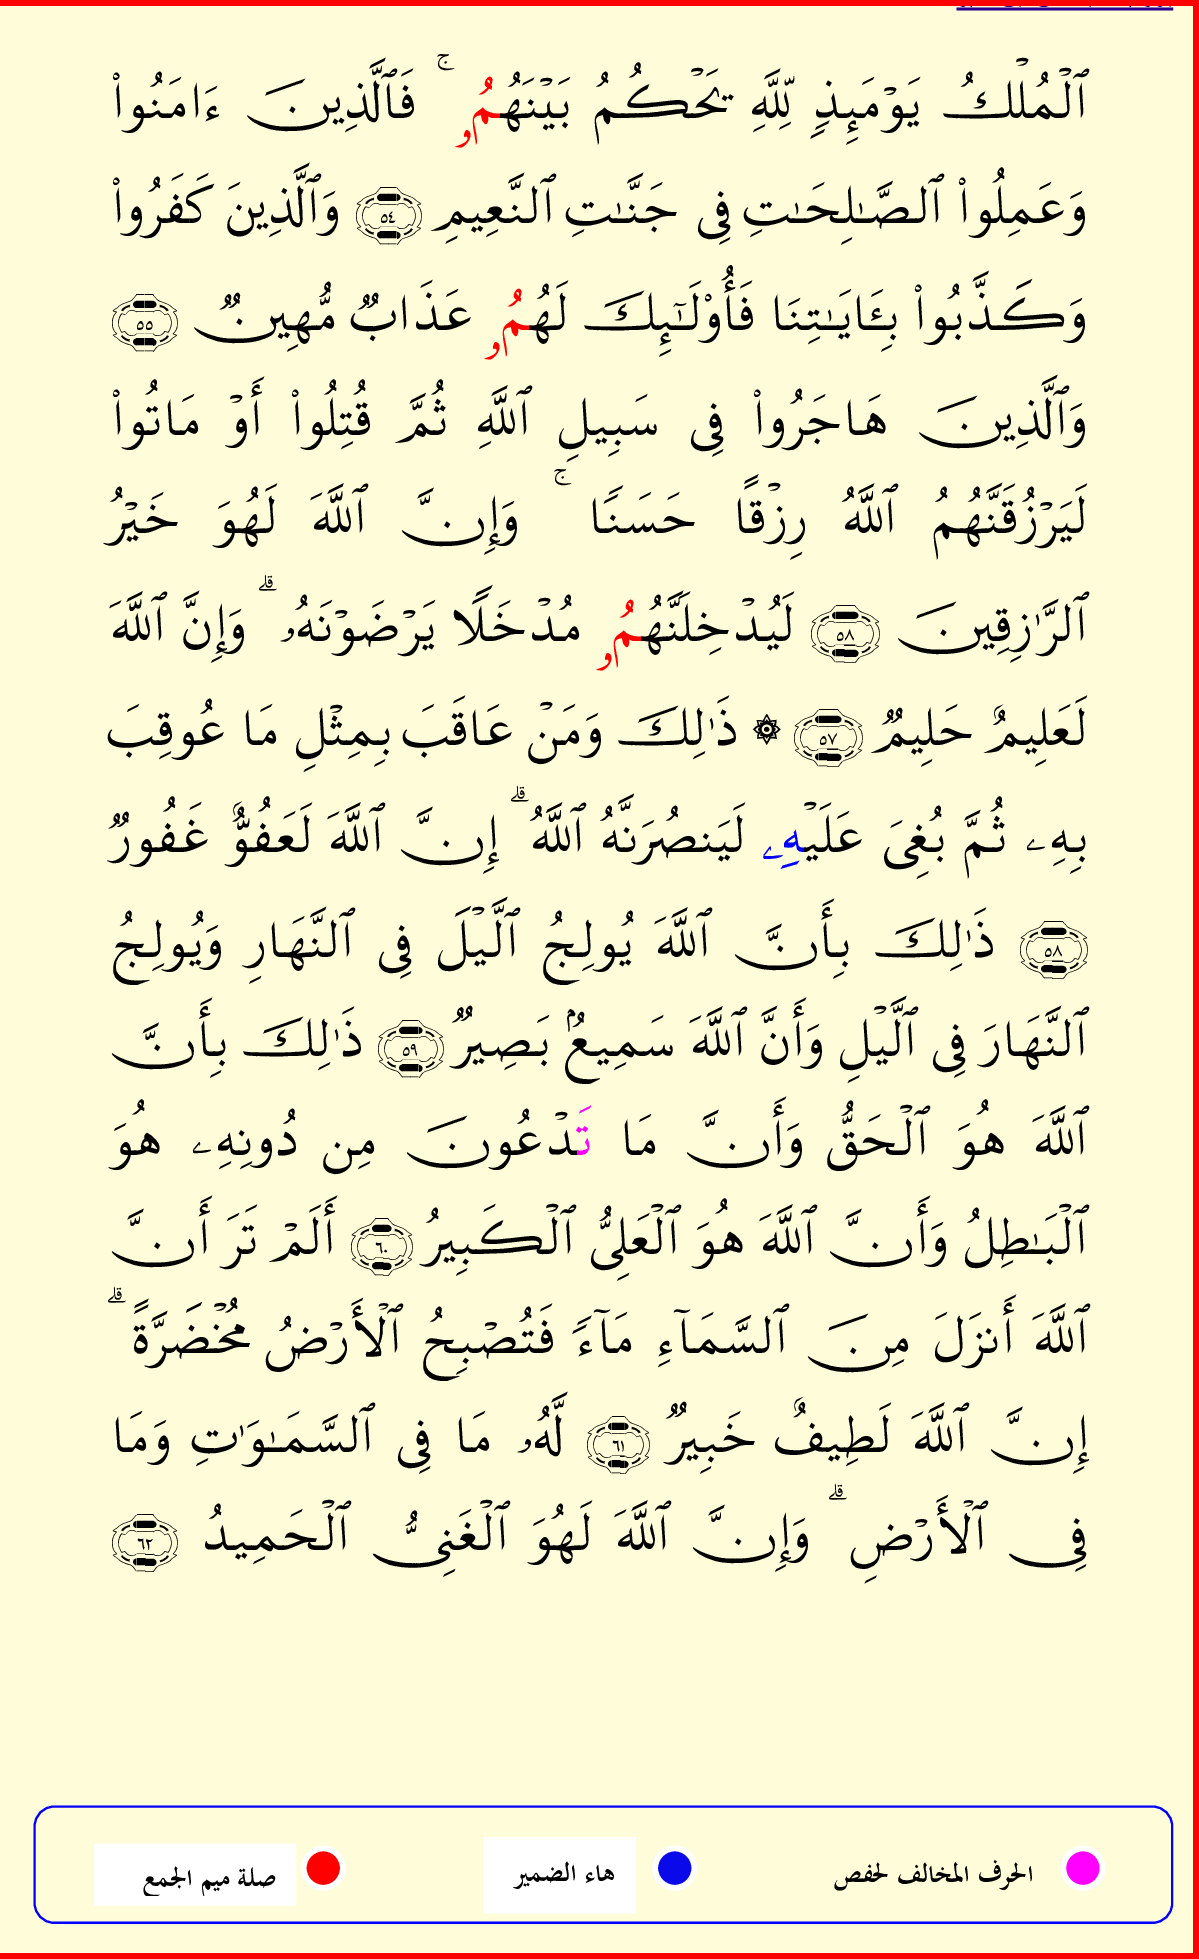 ٱلۡمُلۡكُ يَوۡمَئِذٖ لِّلَّهِ يَحۡكُمُ بَيۡنَهُمُۥ ۚ فَٱلَّذِينَ ءَامَنُواْ
وَعَمِلُواْ ٱلصَّٰلِحَٰتِ فِي جَنَّٰتِ ٱلنَّعِيمِ ٥٤ وَٱلَّذِينَ كَفَرُواْ
وَكَذَّبُواْ بِـَٔايَٰتِنَا فَأُوْلَٰٓئِكَ لَهُمُۥ عَذَابٞ مُّهِينٞ ٥٥
وَٱلَّذِينَ هَاجَرُواْ فِي سَبِيلِ ٱللَّهِ ثُمَّ قُتِلُواْ أَوۡ مَاتُواْ
لَيَرۡزُقَنَّهُمُ ٱللَّهُ رِزۡقًا حَسَنٗا ۚ وَإِنَّ ٱللَّهَ لَهُوَ خَيۡرُ
ٱلرَّٰزِقِينَ ٥٨ لَيُدۡخِلَنَّهُمُۥ مُدۡخَلٗا يَرۡضَوۡنَهُۥ ۗ وَإِنَّ ٱللَّهَ
لَعَلِيمٌ حَلِيمٞ ٥٧ ۞ ذَٰلِكَ وَمَنۡ عَاقَبَ بِمِثۡلِ مَا عُوقِبَ
بِهِۦ ثُمَّ بُغِيَ عَلَيۡهِۦ لَيَنصُرَنَّهُ ٱللَّهُ ۗ إِنَّ ٱللَّهَ لَعَفُوٌّ غَفُورٞ
٥٨ ذَٰلِكَ بِأَنَّ ٱللَّهَ يُولِجُ ٱلَّيۡلَ فِي ٱلنَّهَارِ وَيُولِجُ
ٱلنَّهَارَ فِي ٱلَّيۡلِ وَأَنَّ ٱللَّهَ سَمِيعُۢ بَصِيرٞ ٥٩ ذَٰلِكَ بِأَنَّ
ٱللَّهَ هُوَ ٱلۡحَقُّ وَأَنَّ مَا تَدۡعُونَ مِن دُونِهِۦ هُوَ
ٱلۡبَٰطِلُ وَأَنَّ ٱللَّهَ هُوَ ٱلۡعَلِيُّ ٱلۡكَبِيرُ ٦٠ أَلَمۡ تَرَ أَنَّ
ٱللَّهَ أَنزَلَ مِنَ ٱلسَّمَآءِ مَآءٗ فَتُصۡبِحُ ٱلۡأَرۡضُ مُخۡضَرَّةً ۗ
إِنَّ ٱللَّهَ لَطِيفٌ خَبِيرٞ ٦١ لَّهُۥ مَا فِي ٱلسَّمَٰوَٰتِ وَمَا
فِي ٱلۡأَرۡضِ ۗ وَإِنَّ ٱللَّهَ لَهُوَ ٱلۡغَنِيُّ ٱلۡحَمِيدُ ٦٢
الحرف المخالف لحفص هاء الضمير صلة ميم الجمع